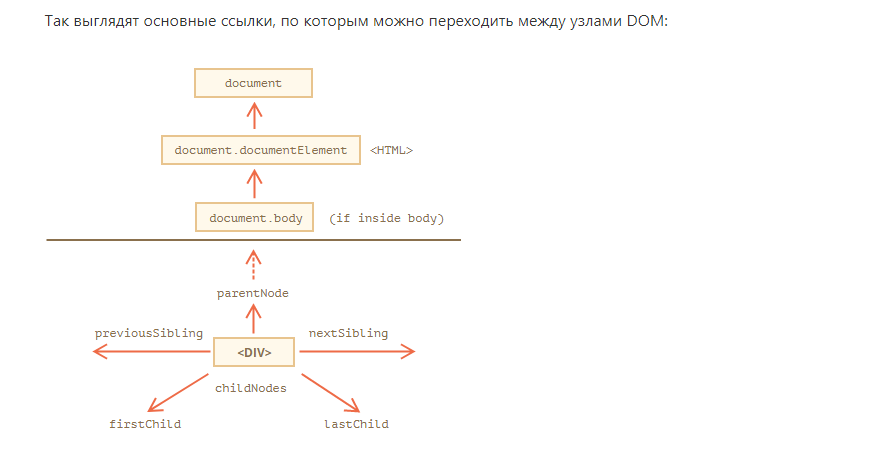 Так выглядят основные ссылки, по которым можно переходить между узлами DOM:
document
document.documentElement <HTML>
document.body (if inside body)
parentNode
previousSibling nextSibling
<DIV>
childNodes
firstChild lastChild